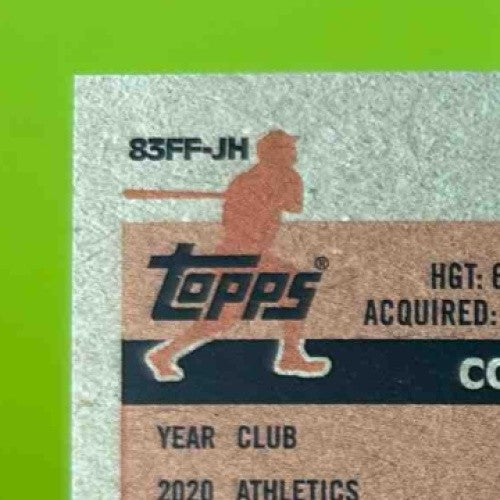 83FF-JH
Topps®
HGT: 6
ACQUIRED:
CO
YEAR CLUB
2020 ATHLETICS